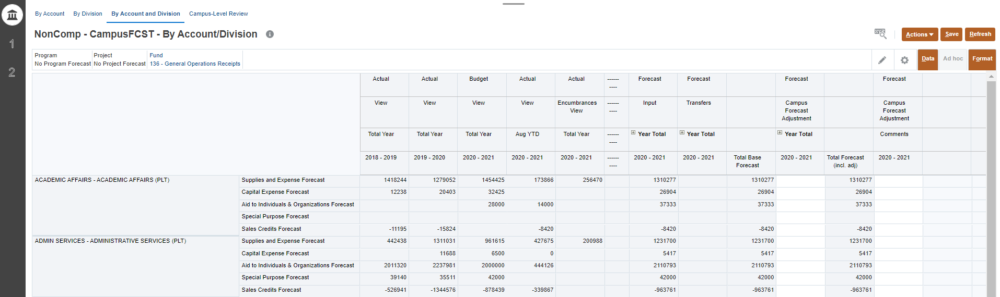 By Account By Division By Account and Division Campus-Level Review
NonComp - CampusFCST - By Account/Division
Actions Save Refresh
1
2
Program Project Fund
No Program Forecast No Project Forecast 136 - General Operations Receipts
Data Ad hoc Format
Actual Actual Budget Actual Actual ------ Forecast Forecast Forecast Forecast
----
View View View View Encumbrances ------ Input Transfers Campus Campus
View ---- Forecast Forecast
Adjustment Adjustment
Total Year Total Year Total Year Aug YTD Total Year ------ Year Total Year Total Year Total Comments
----
2018 - 2019 2019 - 2020 2020 - 2021 2020 - 2021 2020 - 2021 ------ 2020 - 2021 2020 - 2021 Total Base 2020 - 2021 Total Forecast 2020 - 2021
---- Forecast (incl. adj)
ACADEMIC AFFAIRS - ACADEMIC AFFAIRS (PLT) Supplies and Expense Forecast 1418244 1279052 1454425 173866 256470 1310277 1310277 1310277
Capital Expense Forecast 12238 20403 32425 26904 26904 26904
Aid to Individuals & Organizations Forecast 28000 14000 37333 37333 37333
Special Purpose Forecast
Sales Credits Forecast -11195 -15824 -8420 -8420 -8420 -8420
ADMIN SERVICES - ADMINISTRATIVE SERVICES (PLT) Supplies and Expense Forecast 442438 1311031 961615 427675 200988 1231700 1231700 1231700
Capital Expense Forecast 11688 6500 0 5417 5417 5417
Aid to Individuals & Organizations Forecast 2011320 2237981 2000000 444126 2110793 2110793 2110793
Special Purpose Forecast 39140 35511 42000 42000 42000 42000
Sales Credits Forecast -526941 -1344576 -878439 -339867 -963761 -963761 -963761